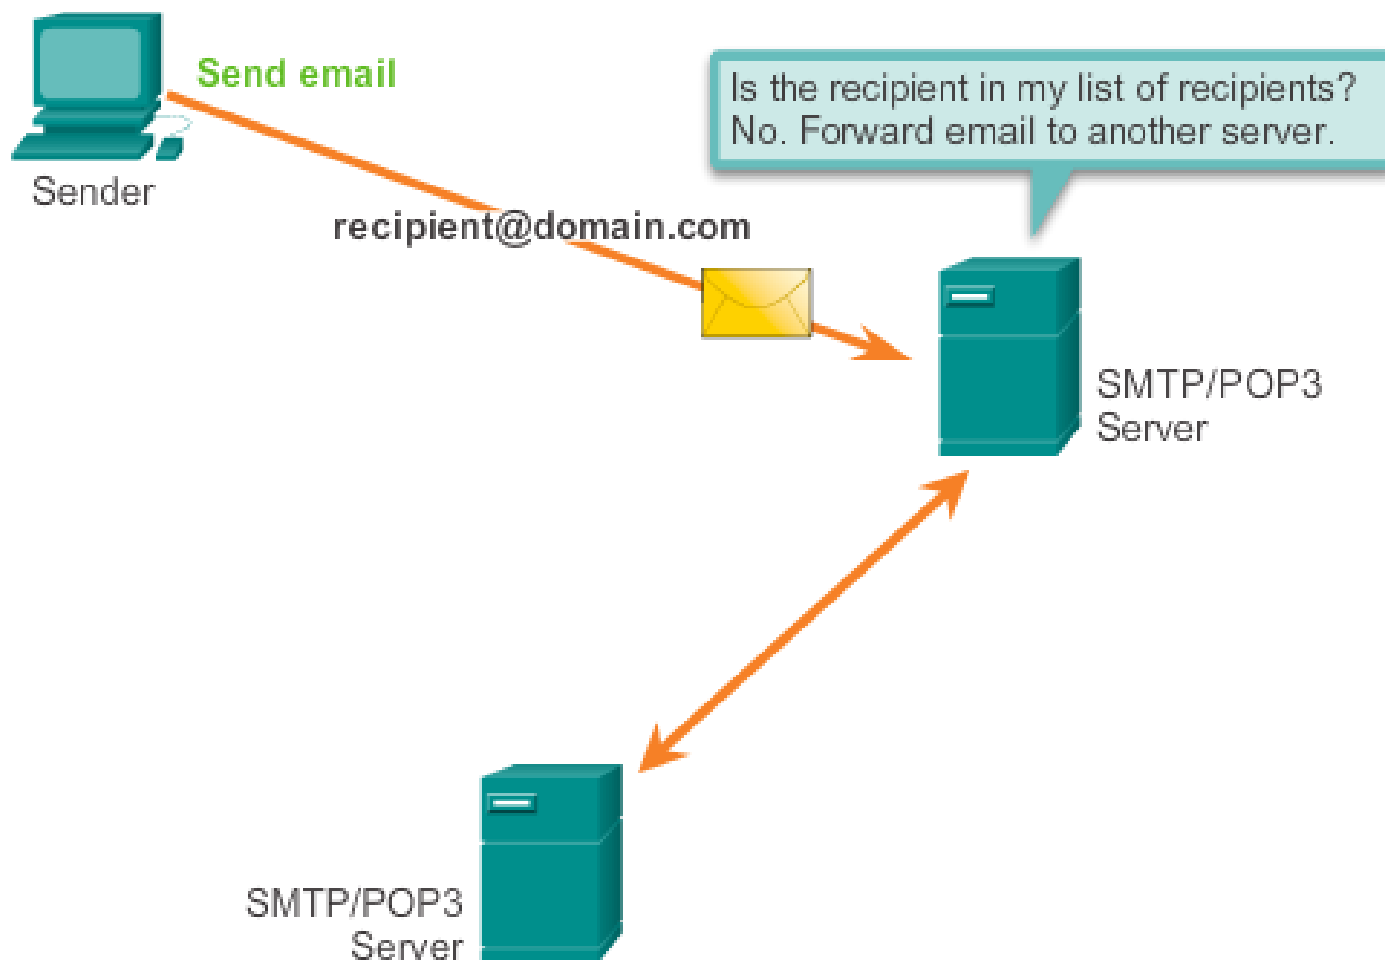 Send email
Is the recipient in my list of recipients?
No. Forward email to another server.
Sender
recipient@domain.com
SMTP/POP3
Server
SMTP/POP3
Server